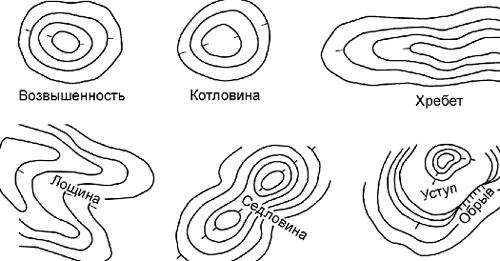 Возвышенность
Котловина
Хребет
Лощина
Седловина
Уступ
Обрыв